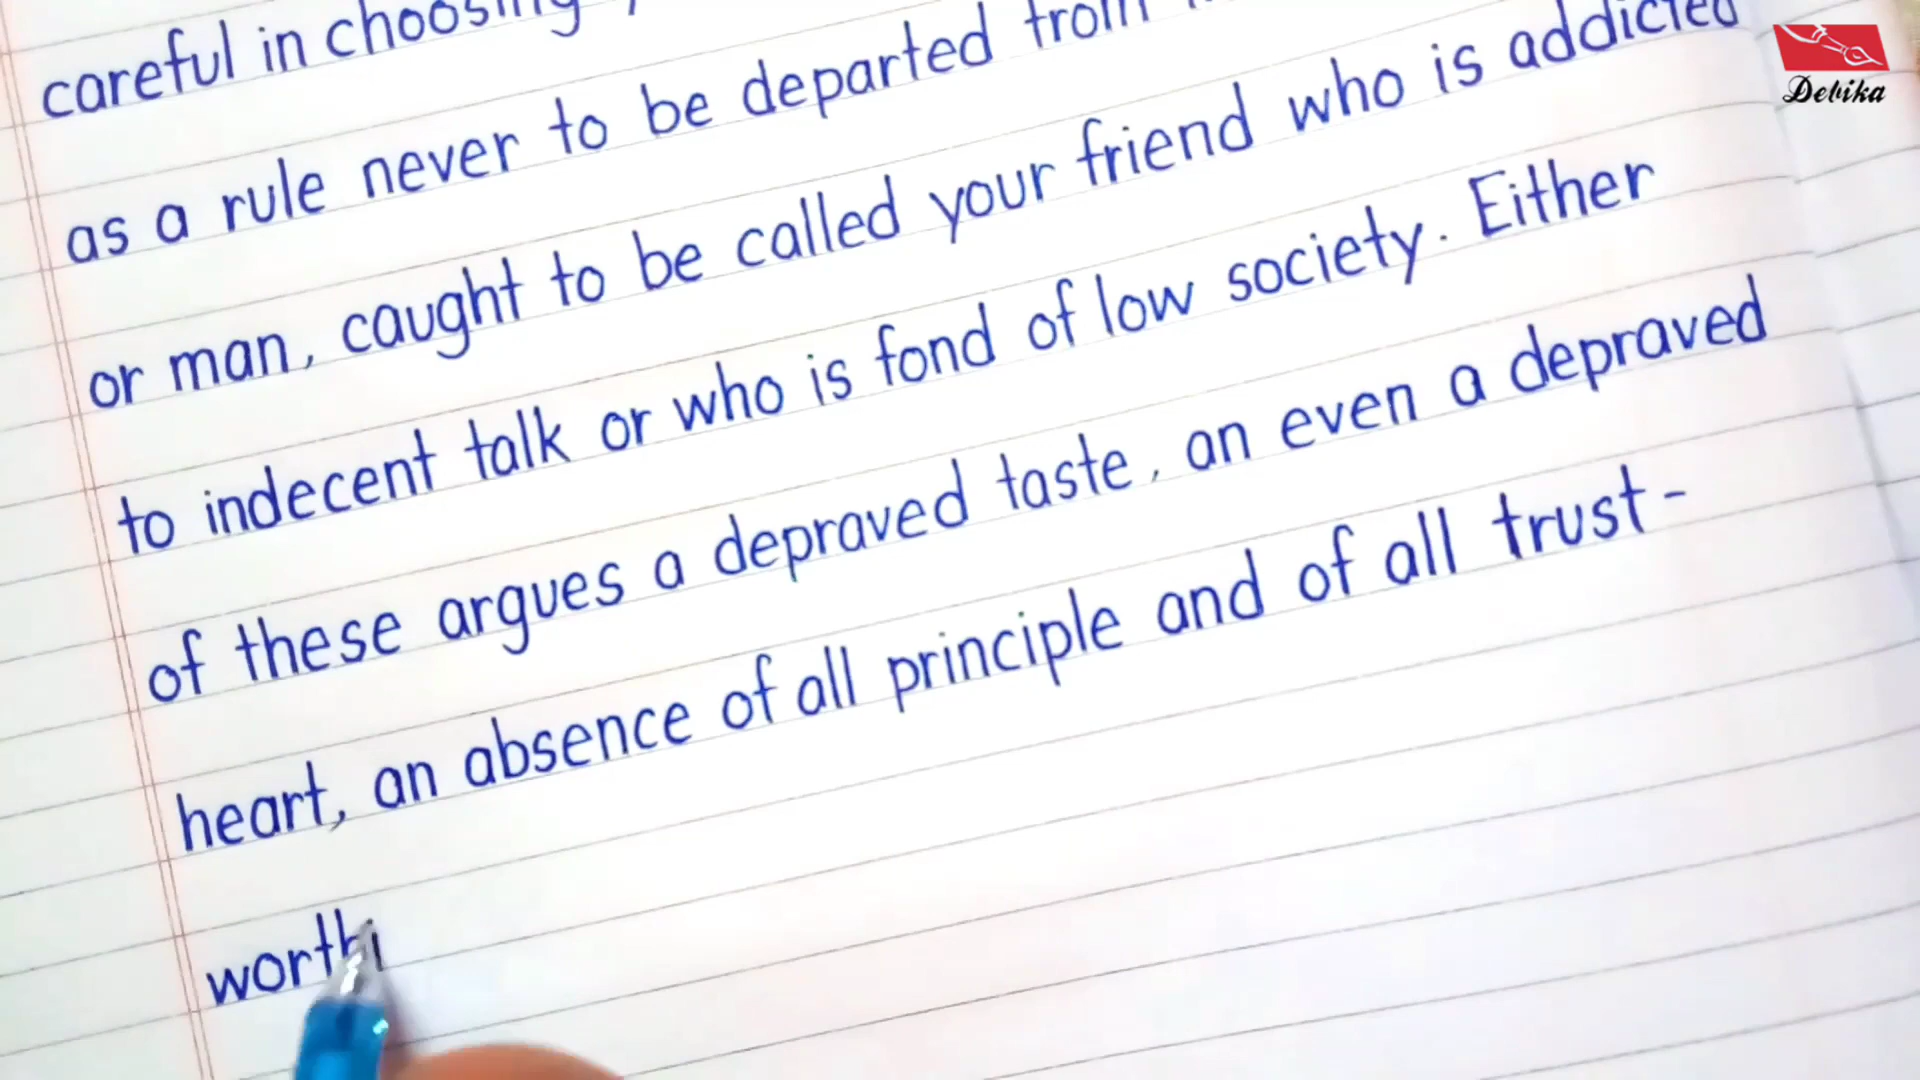 careful in choosing
as a rule never to be departed from
or man, caught to be called your friend who is addicted
to indecent talk or who is fond of low society. Either
of these argues a depraved taste, an even a depraved
heart, an absence of all principle and of all trust-
worthi
Debika